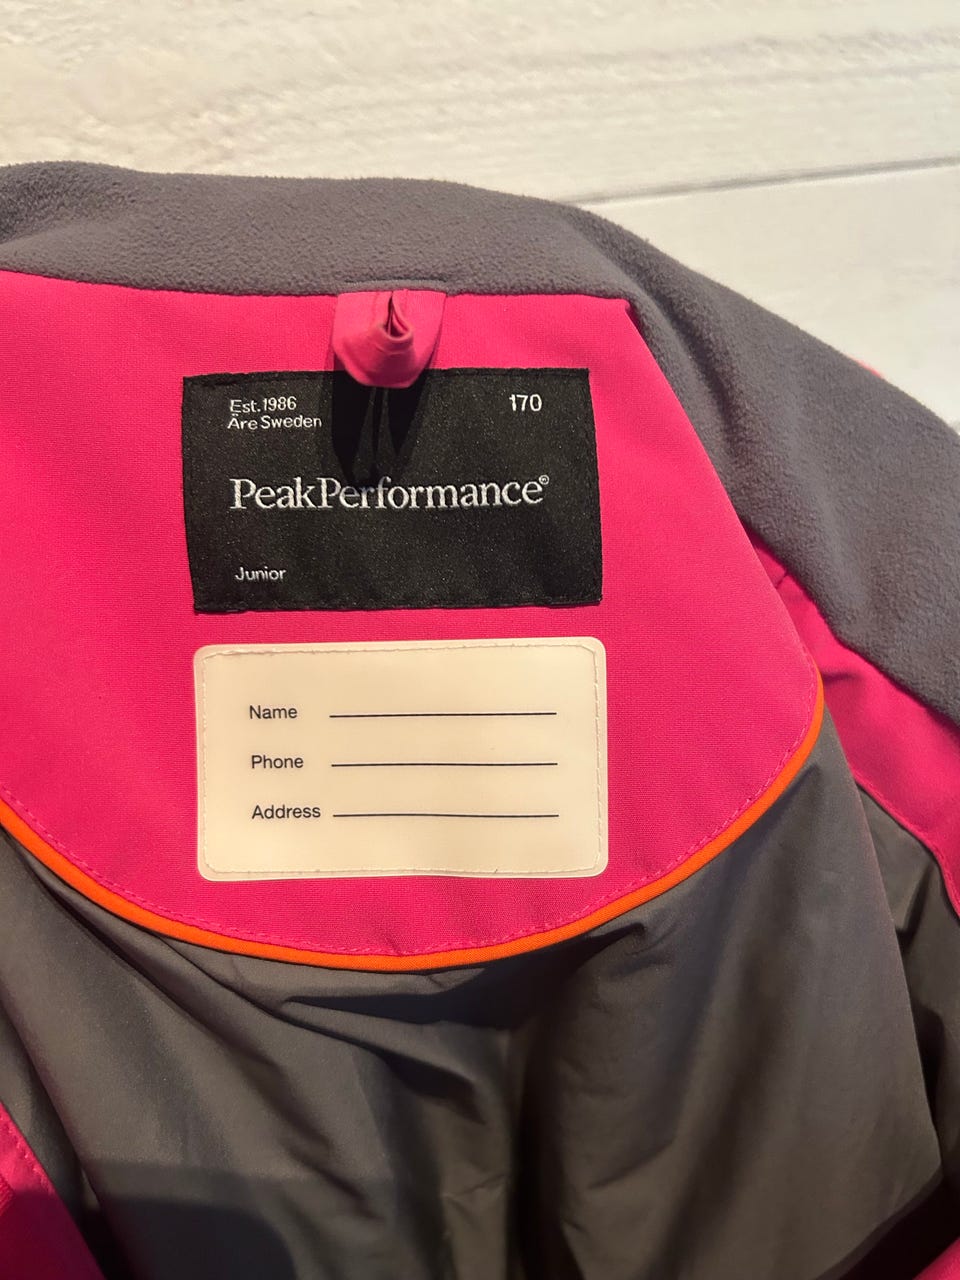 Est.1986
Åre Sweden
170
PeakPerformance®
Junior
Name
Phone
Address